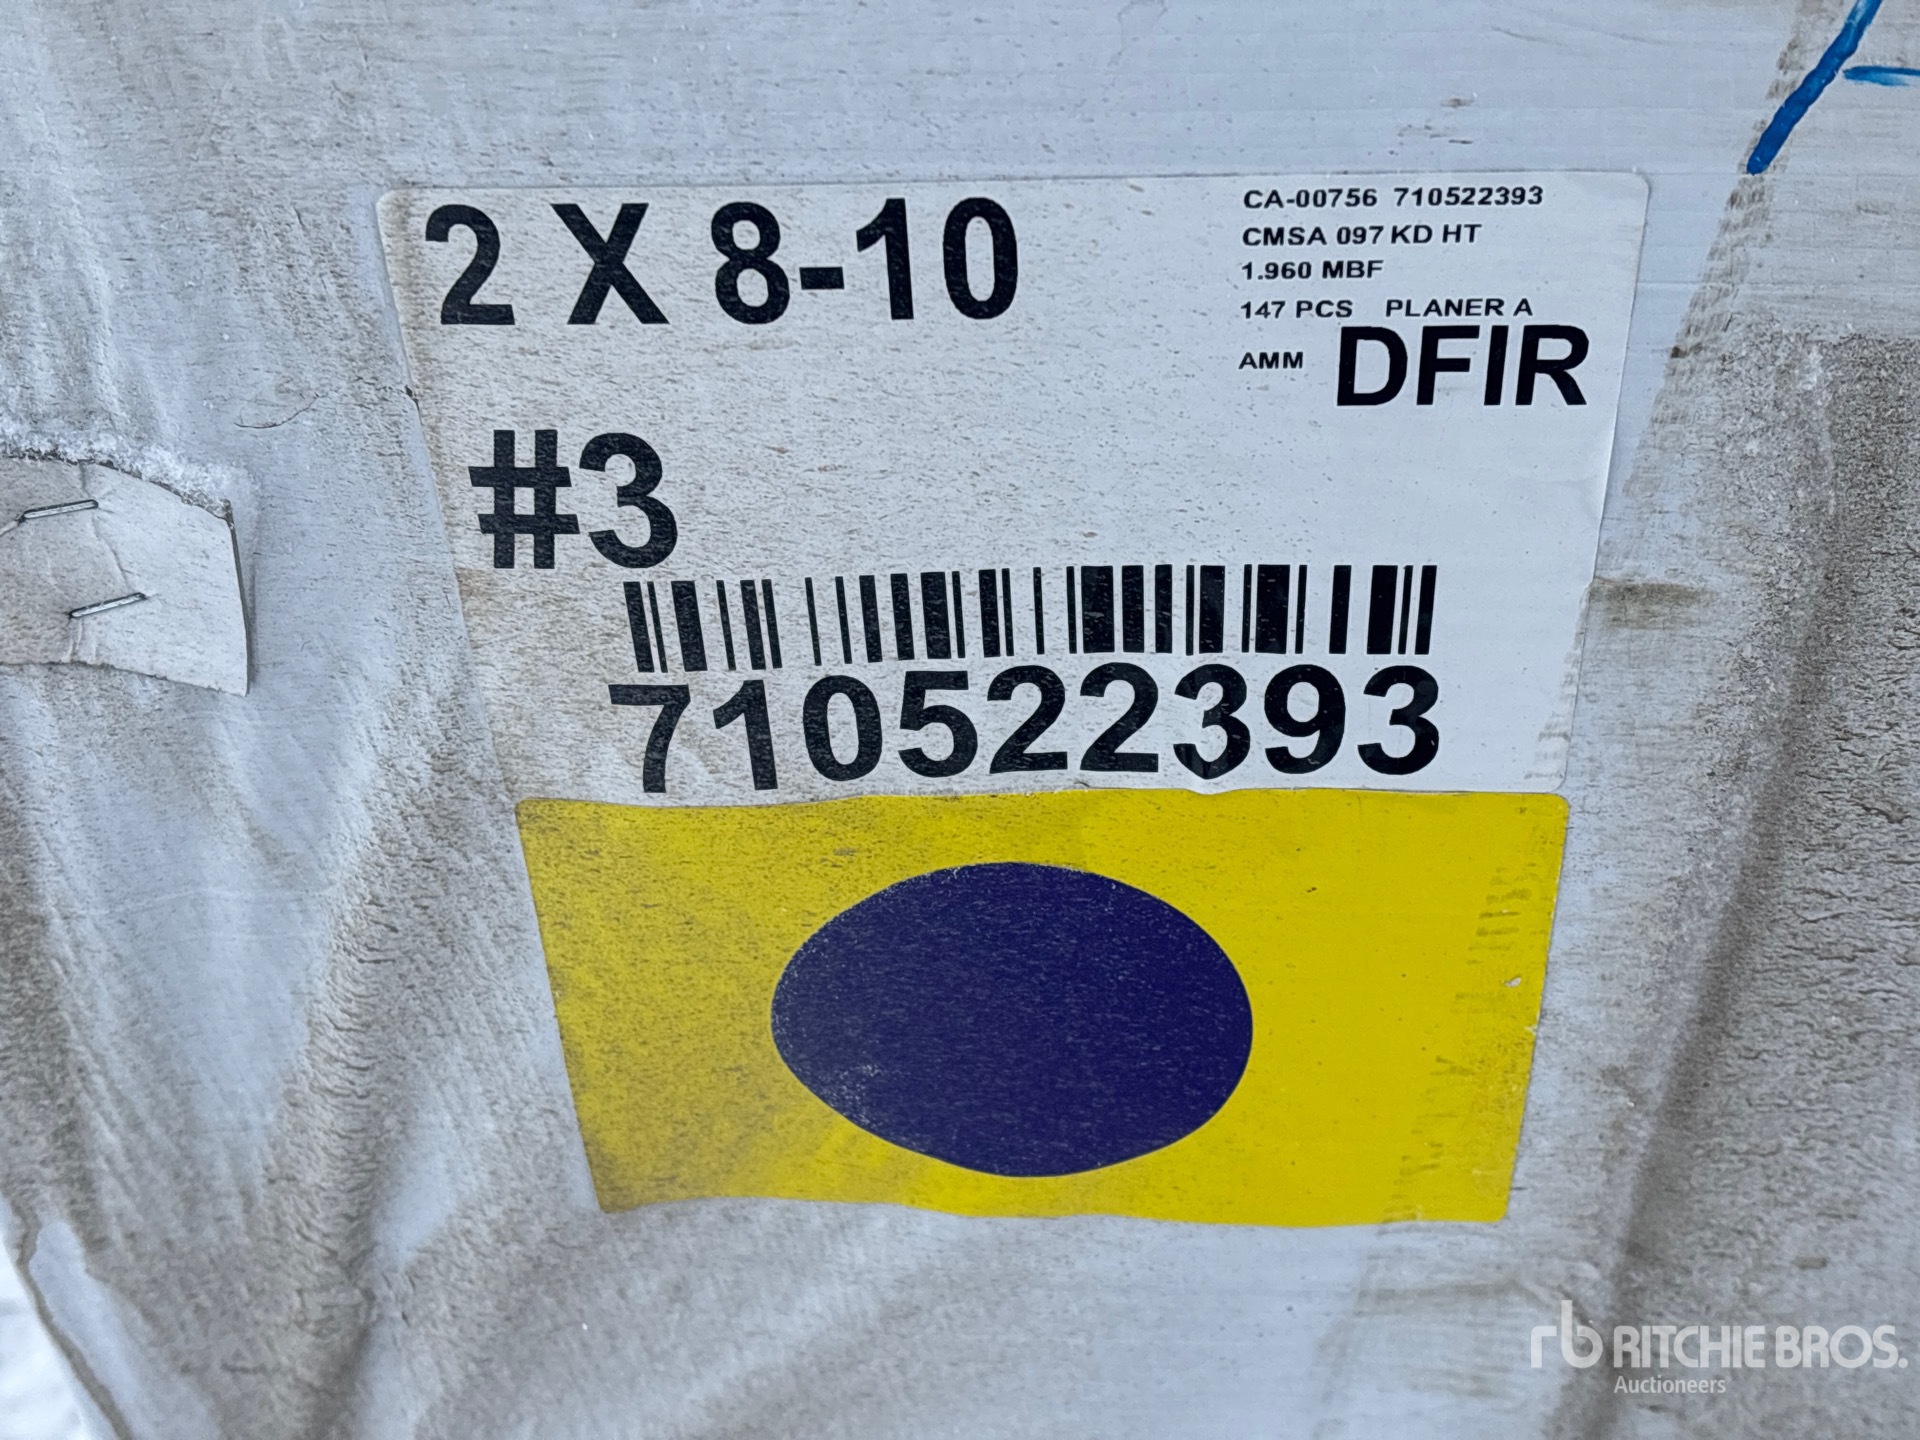 2 X 8-10
CA-00756 710522393
CMSA 097 KD HT
1.960 MBF
147 PCS PLANER A
AMM DFIR
#3
710522393
rb RITCHIE BROS.
Auctioneers